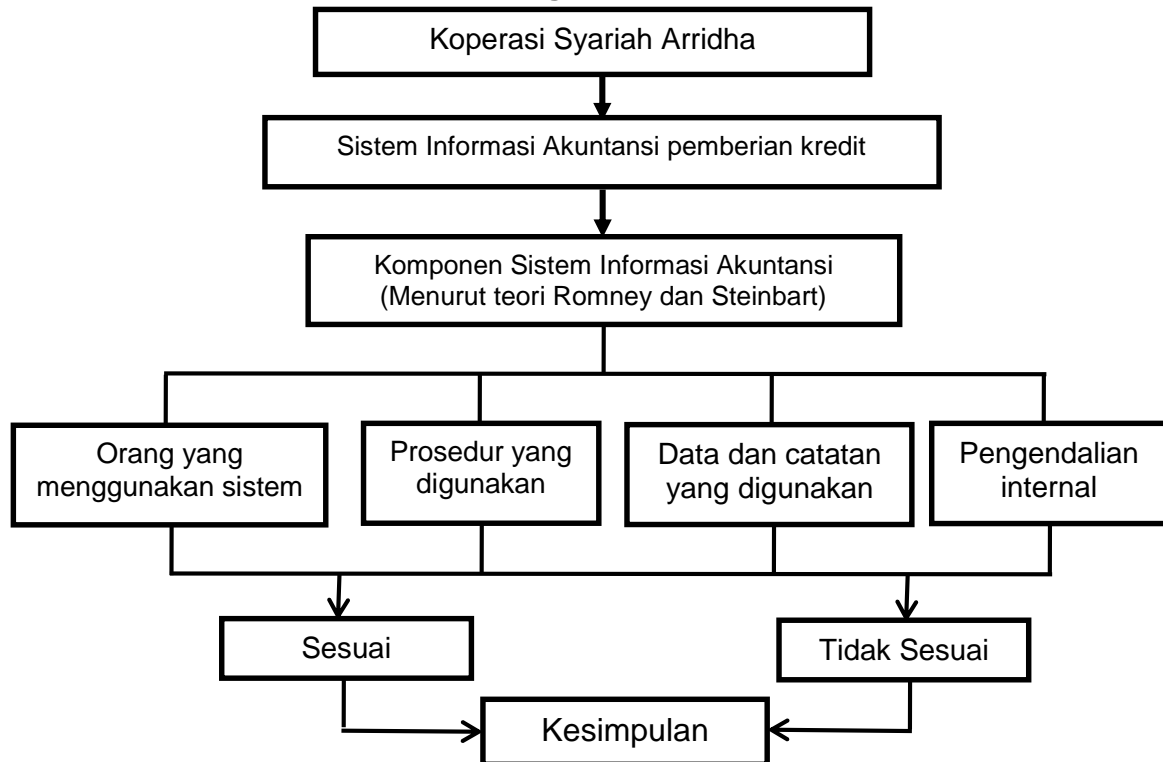 Koperasi Syariah Arridha
Sistem Informasi Akuntansi pemberian kredit
Komponen Sistem Informasi Akuntansi
(Menurut teori Romney dan Steinbart)
Orang yang
menggunakan sistem
Prosedur yang
digunakan
Data dan catatan
yang digunakan
Pengendalian
internal
Sesuai
Tidak Sesuai
Kesimpulan